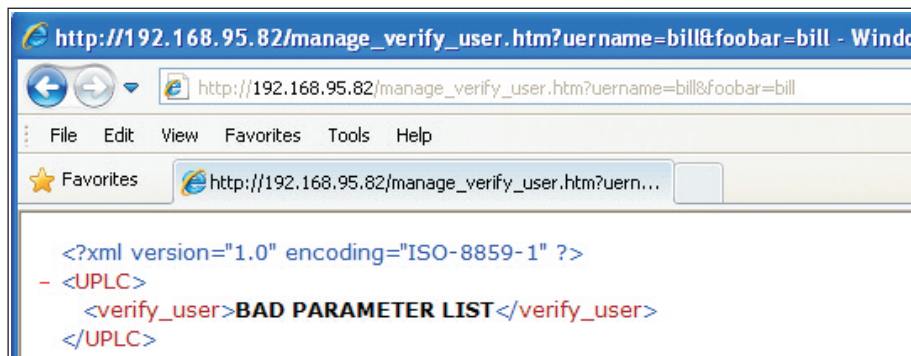 http://192.168.95.82/manage_verify_user.htm?uername=bill&foobar=bill - Windo
http://192.168.95.82/manage_verify_user.htm?uername=bill&foobar=bill
File Edit View Favorites Tools Help
Favorites http://192.168.95.82/manage_verify_user.htm?uern...
<?xml version="1.0" encoding="ISO-8859-1" ?>
- <UPLC>
<verify_user>BAD PARAMETER LIST</verify_user>
</UPLC>